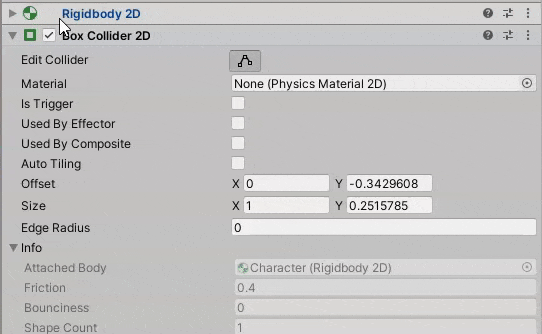 Rigidbody 2D
Box Collider 2D
Edit Collider
Material None (Physics Material 2D)
Is Trigger
Used By Effector
Used By Composite
Auto Tiling
Offset X 0 Y -0.3429608
Size X 1 Y 0.2515785
Edge Radius 0
Info
Attached Body Character (Rigidbody 2D)
Friction 0.4
Bounciness 0
Shape Count 1